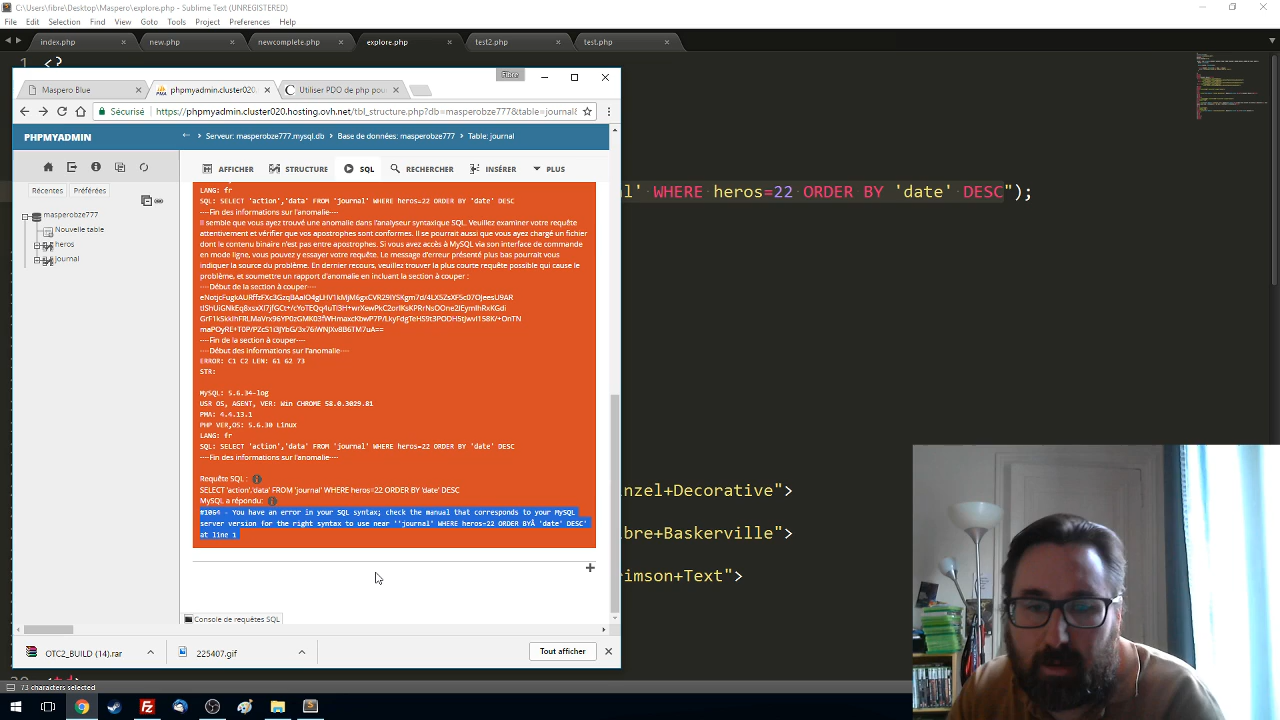 C:\Users\fibre\Desktop\Maspero\explore.php - Sublime Text (UNREGISTERED)
File Edit Selection Find View Goto Tools Project Preferences Help
index.php new.php newcomplete.php explore.php test2.php test.php
1 <?
Fibre
Maspero Blue phpmyadmin.cluster020. Utiliser PDO de php pou
Sécurisé https://phpmyadmin.cluster020.hosting.ovh.net/tbl_structure.php?db=masperobze777&table=journal&
PHPMYADMIN
Serveur: masperobze777.mysql.db » Base de données: masperobze777 » Table: journal
AFFICHER STRUCTURE SQL RECHERCHER INSÉRER PLUS
Récentes Préférées
masperobze777
Nouvelle table
heros
journal
LANG: fr
SQL: SELECT 'action','data' FROM 'journal' WHERE heros=22 ORDER BY 'date' DESC
----Fin des informations sur l'anomalie----
Il semble que vous ayez trouvé une anomalie dans l'analyseur syntaxique SQL. Veuillez examiner votre requête
attentivement et vérifier que vos apostrophes sont conformes. Il se pourrait aussi que vous ayez chargé un fichier
dont le contenu binaire n'est pas entre apostrophes. Si vous avez accès à MySQL via son interface de commande
en mode ligne, vous pouvez y essayer votre requête. Le message d'erreur présenté plus bas pourrait vous
indiquer la source du problème. En dernier recours, veuillez trouver la plus courte requête possible qui cause le
problème, et soumettre un rapport d'anomalie en incluant la section à couper :
----Début de la section à couper----
----Fin de la section à couper----
----Début des informations sur l'anomalie----
ERROR: C1 C2 LEN: 61 62 73
STR:
MySQL: 5.6.34-log
USR OS, AGENT, VER: Win CHROME 58.0.3029.81
PMA: 4.4.13.1
PHP VER,OS: 5.6.30 Linux
LANG: fr
SQL: SELECT 'action','data' FROM 'journal' WHERE heros=22 ORDER BY 'date' DESC
----Fin des informations sur l'anomalie----
Requête SQL :
SELECT 'action','data' FROM 'journal' WHERE heros=22 ORDER BY 'date' DESC
MySQL a répondu:
#1064 - You have an error in your SQL syntax; check the manual that corresponds to your MySQL
server version for the right syntax to use near ''journal' WHERE heros=22 ORDER BYÂ 'date' DESC'
at line 1
Console de requêtes SQL
OTC2_BUILD (14).rar 225407.gif Tout afficher
al' WHERE heros=22 ORDER BY 'date' DESC");
inzel+Decorative">
bre+Baskerville">
imson+Text">
<td>
73 characters selected